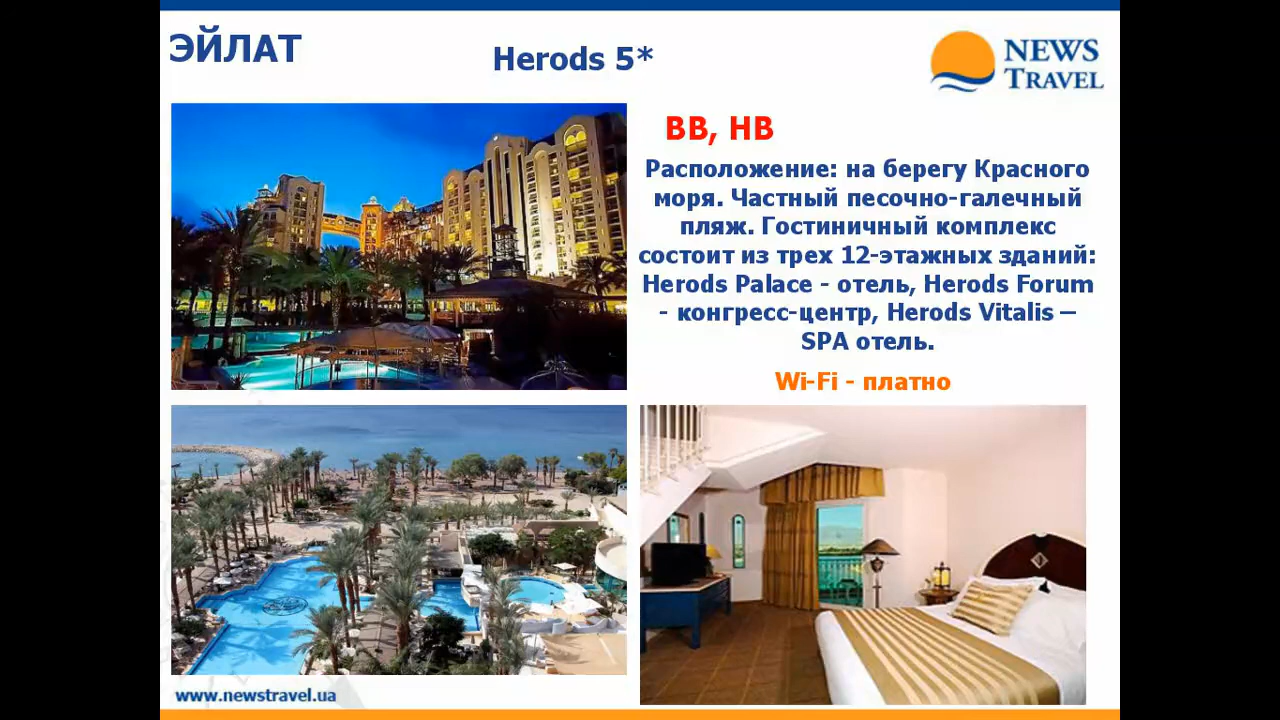 ЭЙЛАТ
Herods 5*
NEWS
TRAVEL
BB, HB
Расположение: на берегу Красного
моря. Частный песочно-галечный
пляж. Гостиничный комплекс
состоит из трех 12-этажных зданий:
Herods Palace - отель, Herods Forum
- конгресс-центр, Herods Vitalis –
SPA отель.
Wi-Fi - платно
www.newstravel.ua